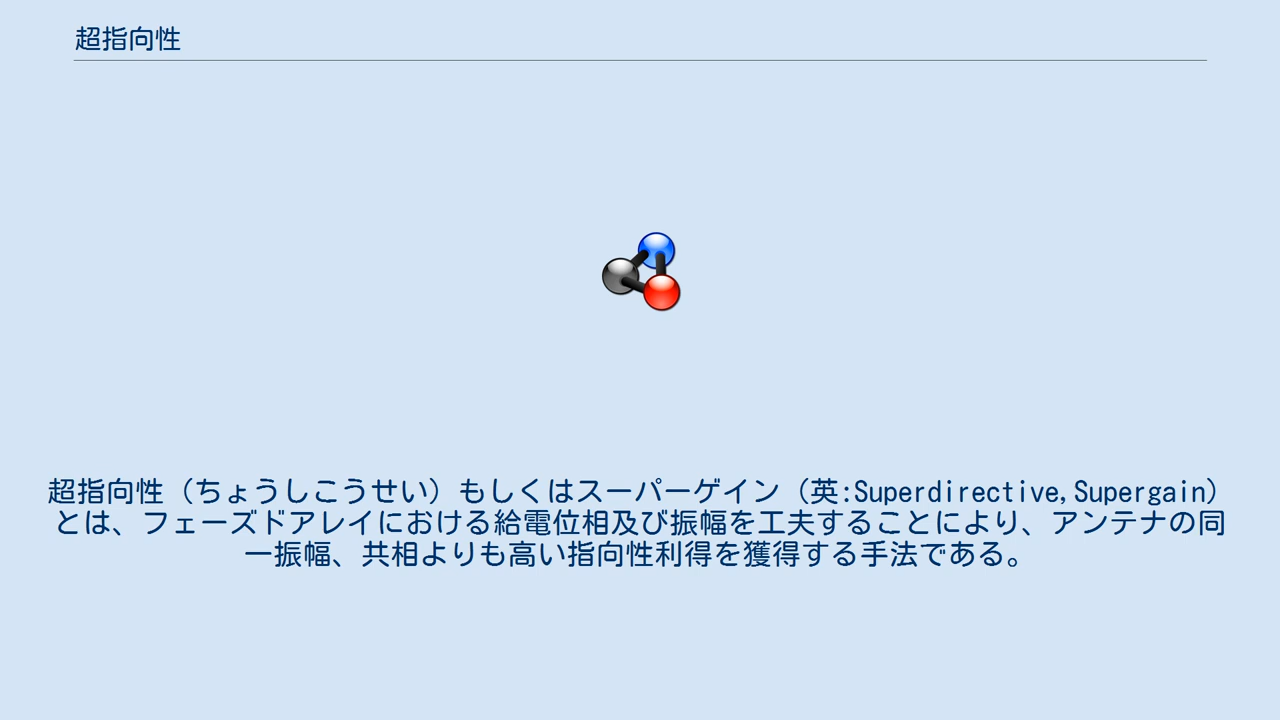 超指向性
超指向性（ちょうしこうせい）もしくはスーパーゲイン（英:Superdirective,Supergain）
とは、フェーズドアレイにおける給電位相及び振幅を工夫することにより、アンテナの同
一振幅、共相よりも高い指向性利得を獲得する手法である。